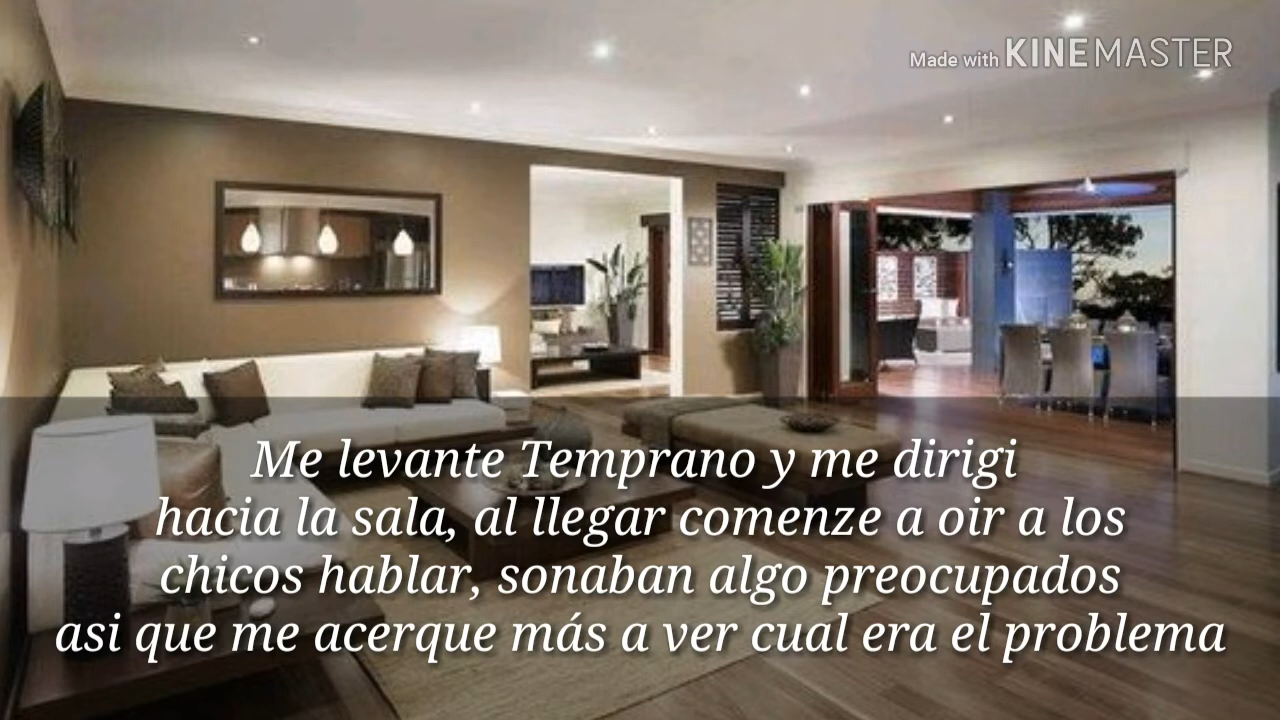 Made with KINEMASTER
Me levante Temprano y me dirigi
hacia la sala, al llegar comenze a oir a los
chicos hablar, sonaban algo preocupados
asi que me acerque más a ver cual era el problema